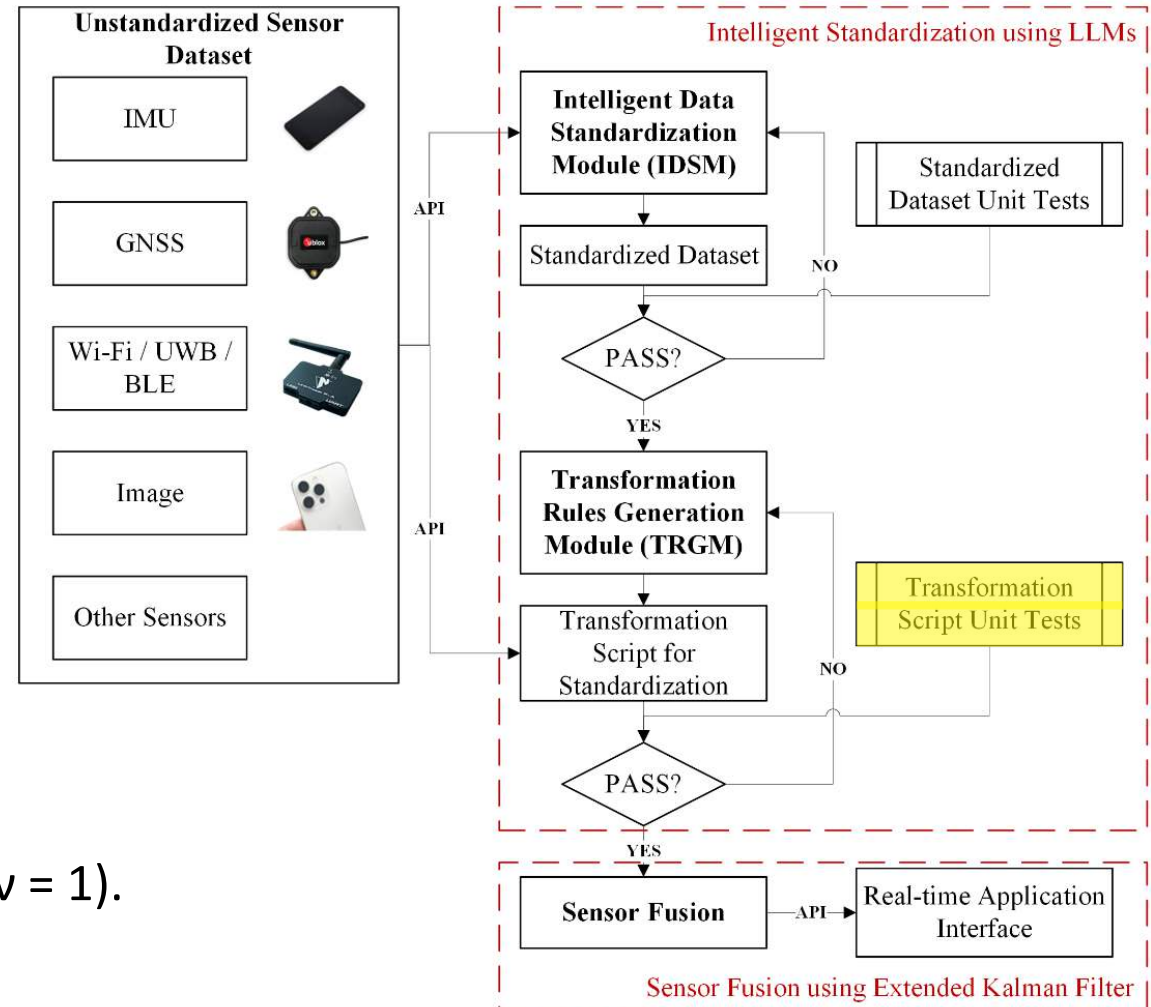 Unstandardized Sensor
Dataset
IMU
GNSS
Wi-Fi / UWB /
BLE
Image
Other Sensors
ublox
API
API
Intelligent Standardization using LLMs
Intelligent Data
Standardization
Module (IDSM)
Standardized Dataset
PASS?
NO
YES
Standardized
Dataset Unit Tests
Transformation
Rules Generation
Module (TRGM)
Transformation
Script for
Standardization
PASS?
NO
YES
Transformation
Script Unit Tests
ν = 1).
Sensor Fusion
API
Real-time Application
Interface
Sensor Fusion using Extended Kalman Filter